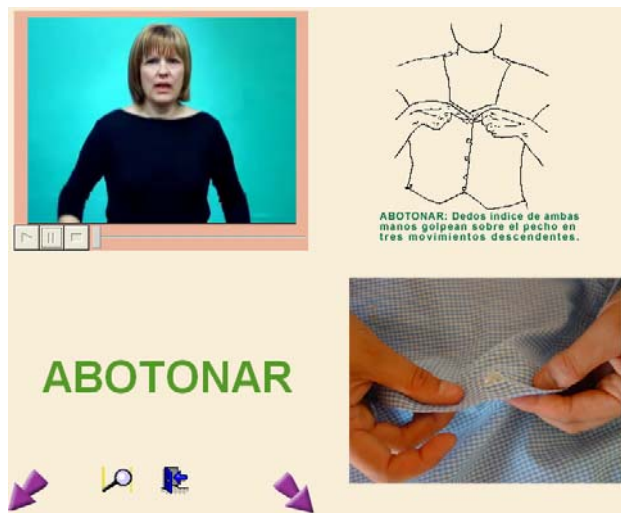 ABOTONAR: Dedos índice de ambas
manos golpean sobre el pecho en
tres movimientos descendentes.
ABOTONAR